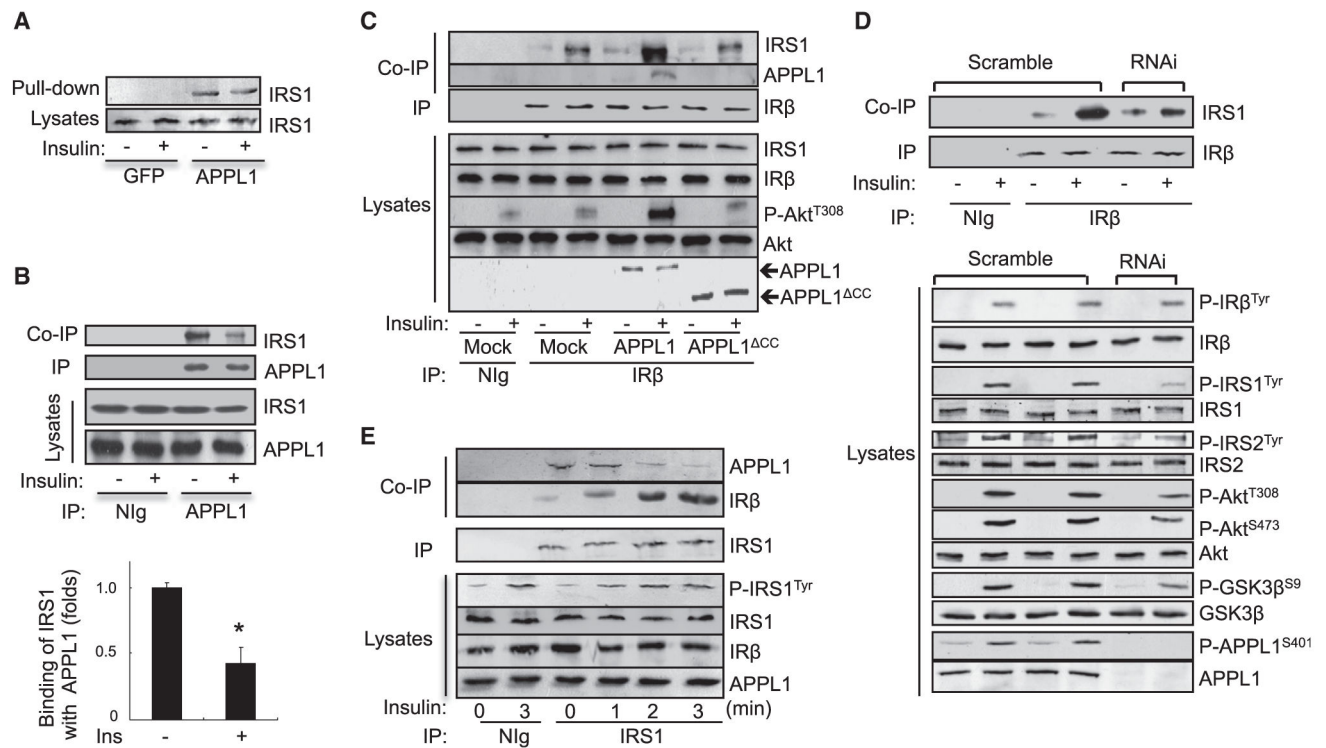 A
Pull-down IRS1
Lysates IRS1
Insulin: - + - +
GFP APPL1
B
Co-IP IRS1
IP APPL1
Lysates IRS1
APPL1
Insulin: - + - +
IP: NIg APPL1
Binding of IRS1
with APPL1 (folds)
1.0
0.5
0
*
Ins - +
C
Co-IP IRS1
APPL1
IP IRβ
Lysates IRS1
IRβ
P-Akt^T308
Akt
←APPL1
←APPL1^ΔCC
Insulin: - + - + - + - +
Mock Mock APPL1 APPL1^ΔCC
IP: NIg IRβ
D
Scramble RNAi
Co-IP IRS1
IP IRβ
Insulin: - + - + - +
IP: NIg IRβ
Scramble RNAi
Lysates
P-IRβ^Tyr
IRβ
P-IRS1^Tyr
IRS1
P-IRS2^Tyr
IRS2
P-Akt^T308
P-Akt^S473
Akt
P-GSK3β^S9
GSK3β
P-APPL1^S401
APPL1
E
Co-IP APPL1
IRβ
IP IRS1
Lysates P-IRS1^Tyr
IRS1
IRβ
APPL1
Insulin: 0 3 0 1 2 3 (min)
IP: NIg IRS1